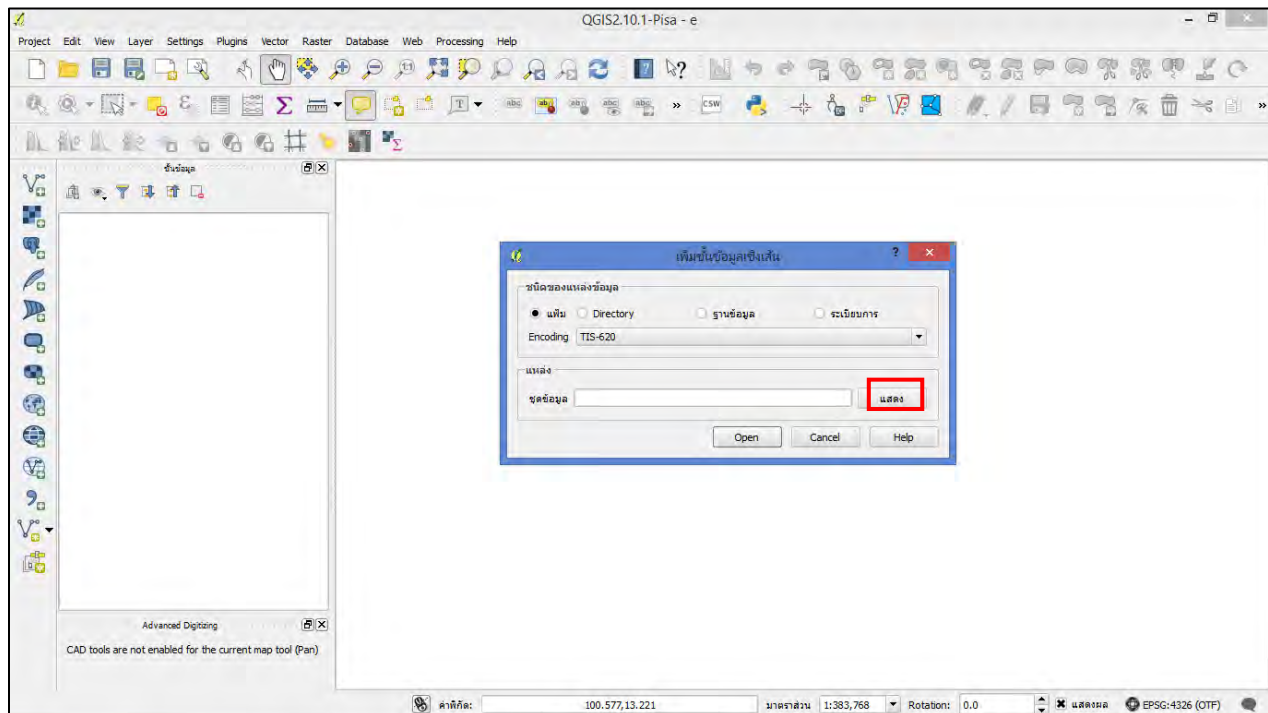 QGIS2.10.1-Pisa - e
Project Edit View Layer Settings Plugins Vector Raster Database Web Processing Help
CSW
ชั้นข้อมูล
เพิ่มชั้นข้อมูลเชิงเส้น
ชนิดของแหล่งข้อมูล
แฟ้ม Directory ฐานข้อมูล ระเบียบการ
Encoding TIS-620
แหล่ง
ชุดข้อมูล แสดง
Open Cancel Help
Advanced Digitizing
CAD tools are not enabled for the current map tool (Pan)
ค่าพิกัด: 100.577,13.221 มาตราส่วน 1:383,768 Rotation: 0.0 แสดงผล EPSG:4326 (OTF)